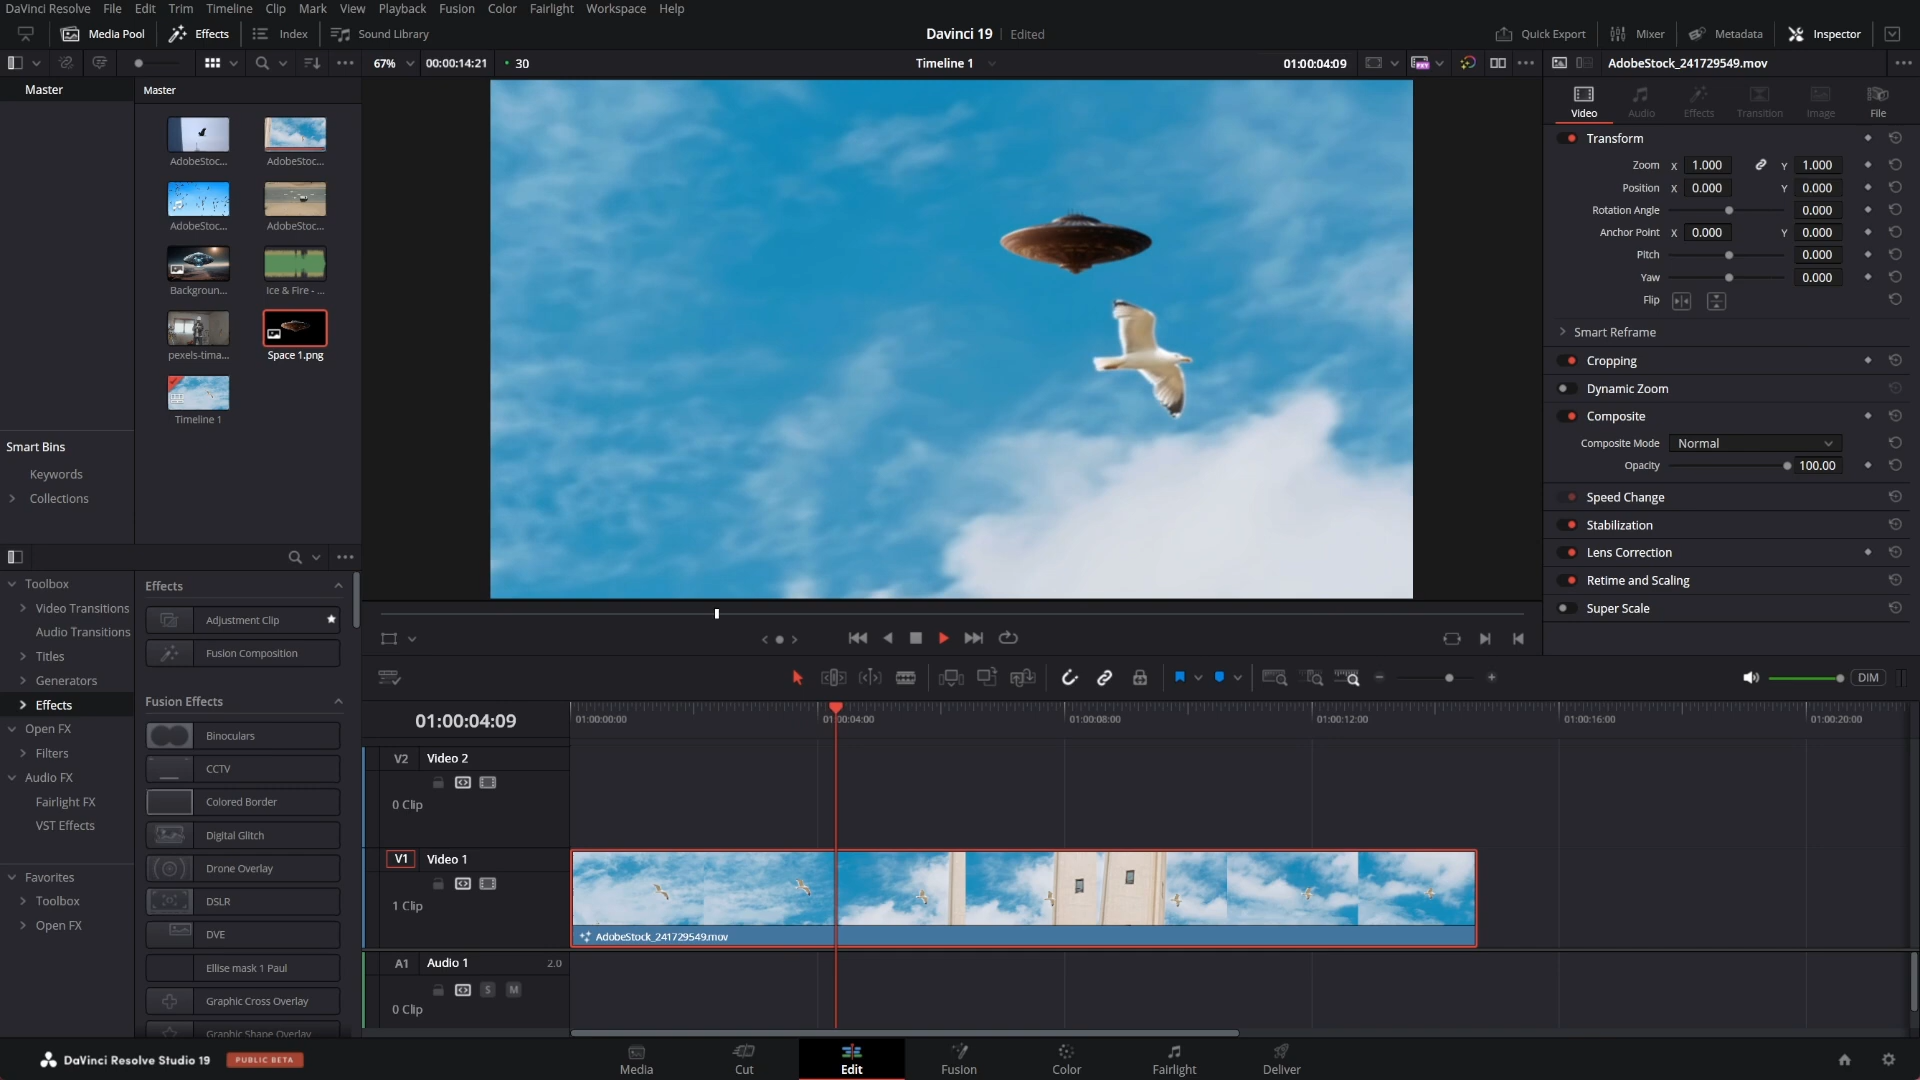 DaVinci Resolve File Edit Trim Timeline Clip Mark View Playback Fusion Color Fairlight Workspace Help
Media Pool Effects Index Sound Library Davinci 19 Edited Quick Export Mixer Metadata Inspector
67% 00:00:14:21 30 Timeline 1 01:00:04:09 AdobeStock_241729549.mov
Master Master
Video Audio Effects Transition Image File
AdobeStoc... AdobeStoc...
AdobeStoc... AdobeStoc...
Backgroun... Ice & Fire - ...
pexels-tima... Space 1.png
Timeline 1
Transform
Zoom X 1.000 Y 1.000
Position X 0.000 Y 0.000
Rotation Angle 0.000
Anchor Point X 0.000 Y 0.000
Pitch 0.000
Yaw 0.000
Flip
Smart Reframe
Cropping
Dynamic Zoom
Composite
Composite Mode Normal
Opacity 100.00
Speed Change
Stabilization
Lens Correction
Retime and Scaling
Super Scale
Smart Bins
Keywords
Collections
Toolbox
Video Transitions
Audio Transitions
Titles
Generators
Effects
Open FX
Filters
Audio FX
Fairlight FX
VST Effects
Favorites
Toolbox
Open FX
Effects
Adjustment Clip
Fusion Composition
Fusion Effects
Binoculars
CCTV
Colored Border
Digital Glitch
Drone Overlay
DSLR
DVE
Ellise mask 1 Paul
Graphic Cross Overlay
Graphic Shape Overlay
DIM
01:00:04:09 01:00:00:00 01:00:04:00 01:00:08:00 01:00:12:00 01:00:16:00 01:00:20:00
V2 Video 2
0 Clip
V1 Video 1
1 Clip
AdobeStock_241729549.mov
A1 Audio 1 2.0
S M
0 Clip
DaVinci Resolve Studio 19 PUBLIC BETA
Media Cut Edit Fusion Color Fairlight Deliver